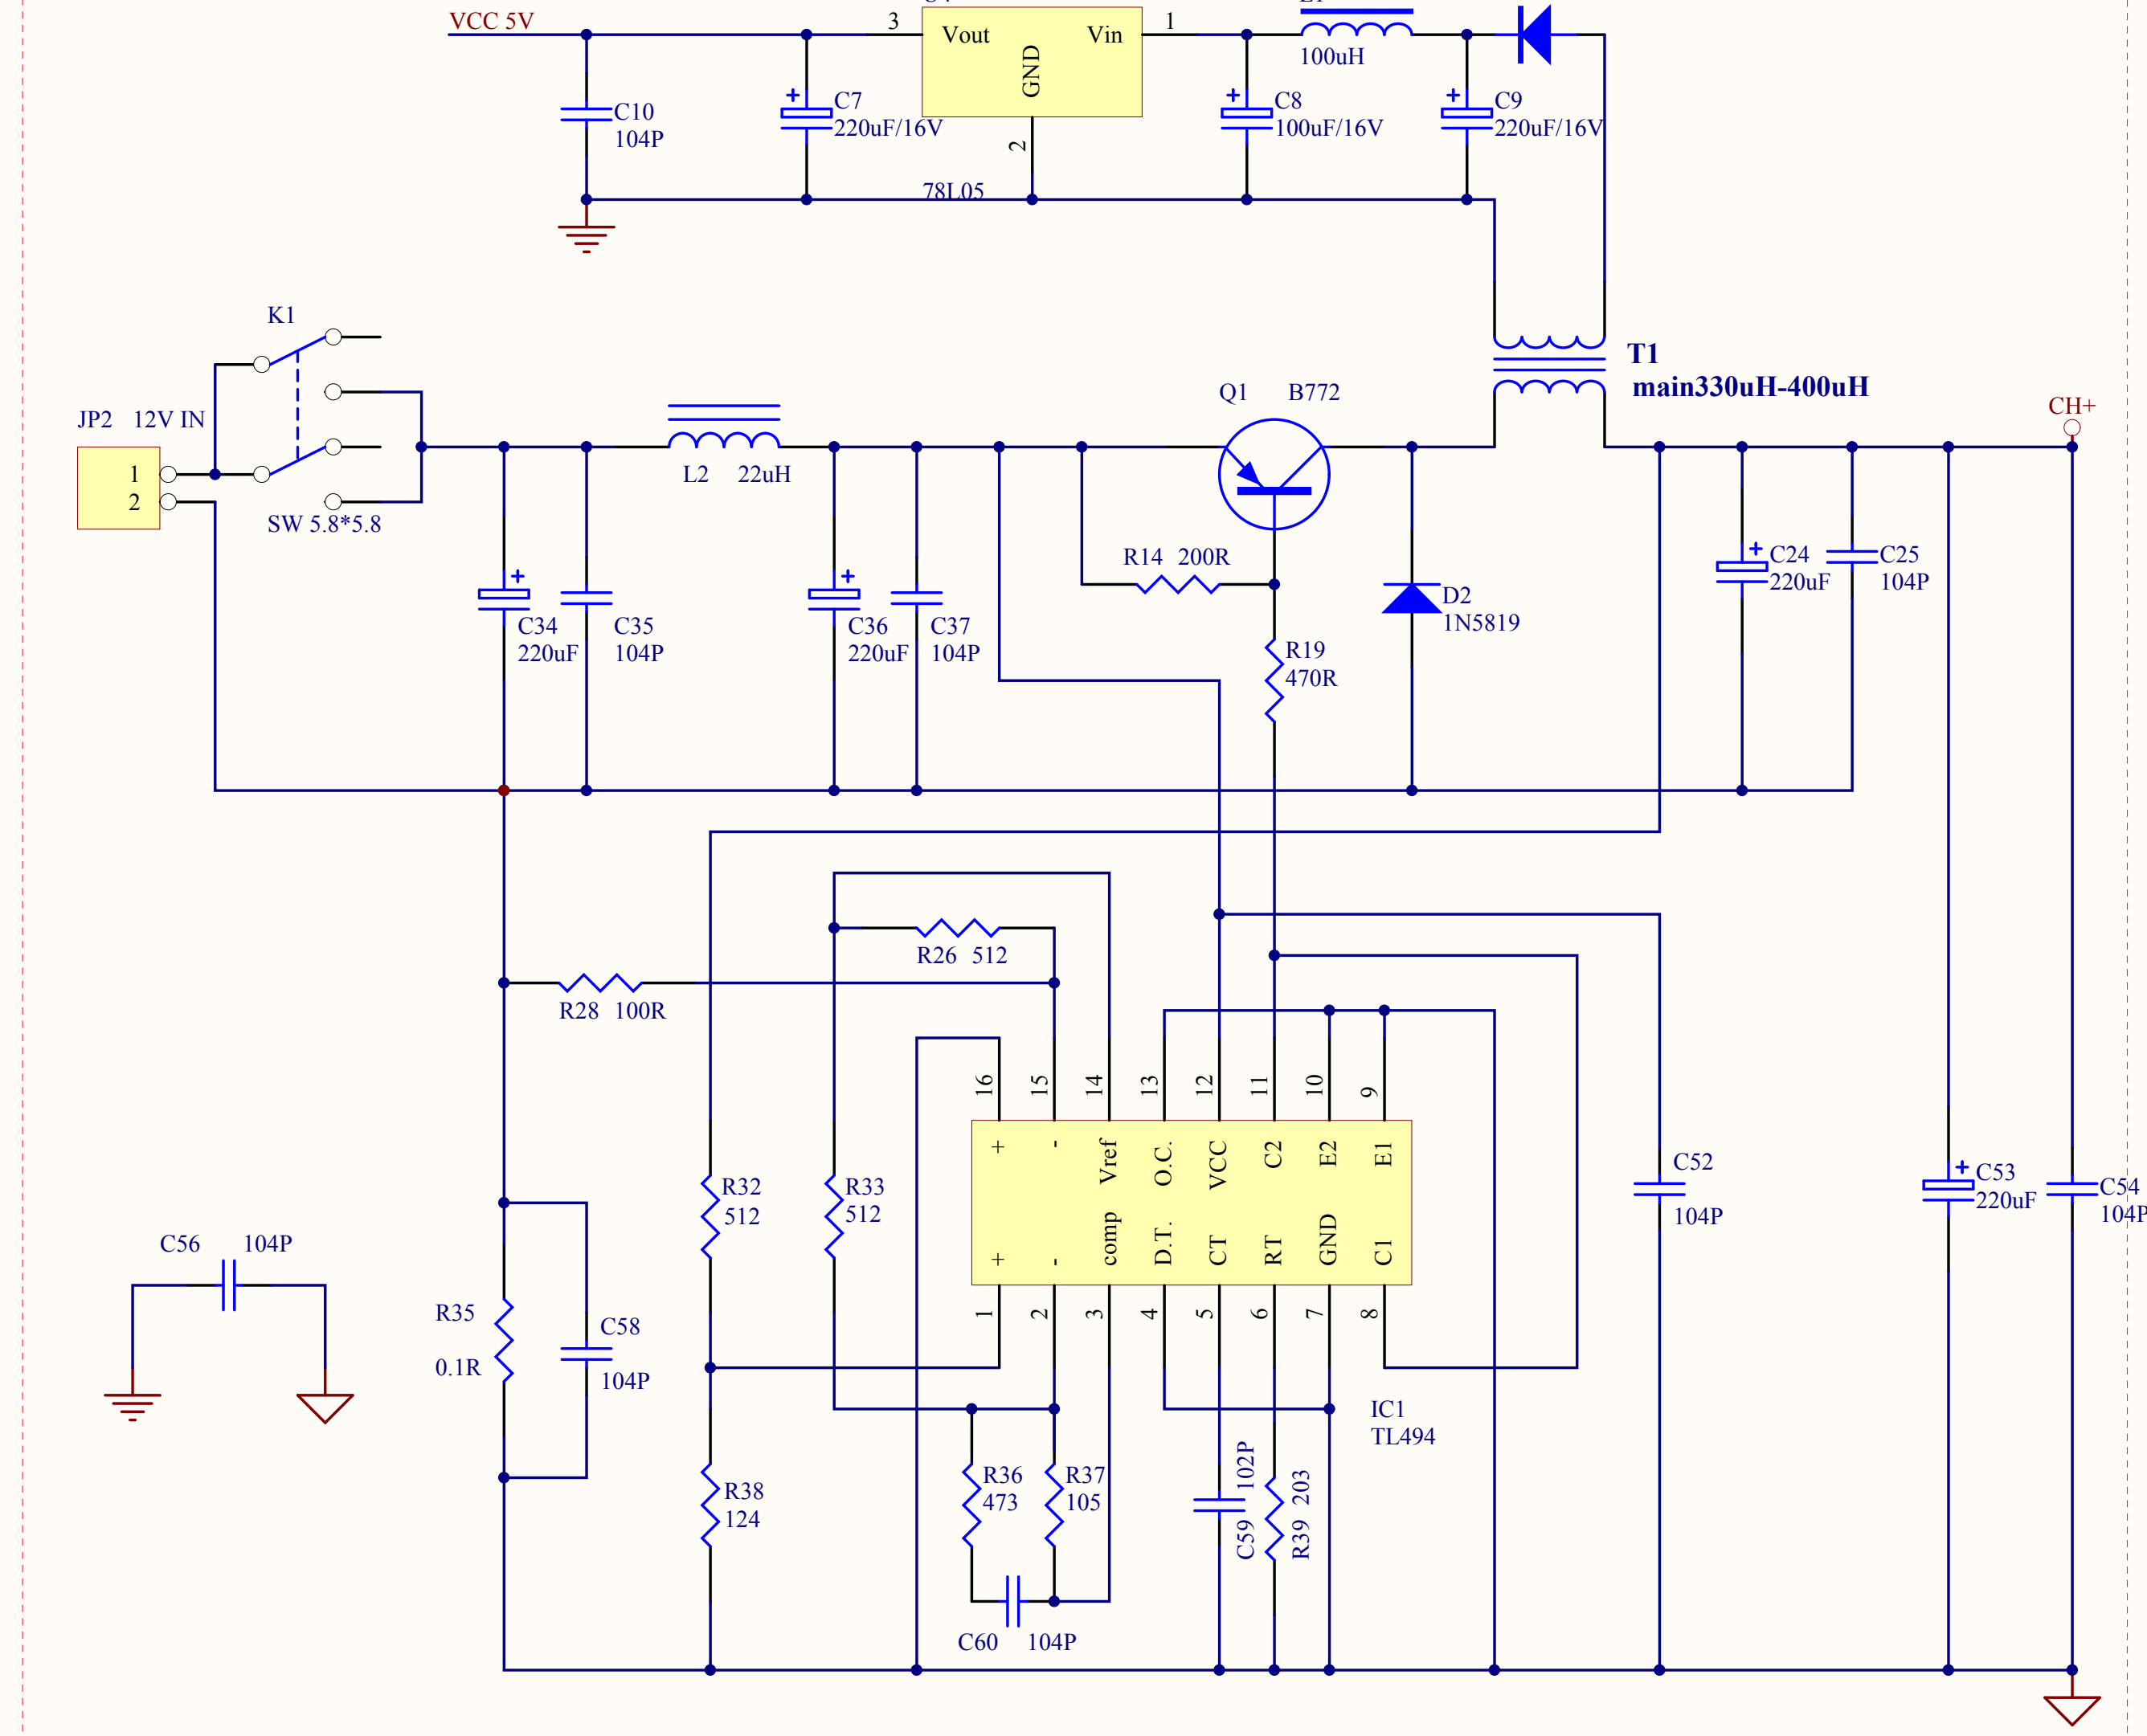 VCC 5V
3
Vout
Vin
GND
1
2
100uH
C10
104P
C7
220uF/16V
C8
100uF/16V
C9
220uF/16V
78L05
K1
JP2 12V IN
1
2
SW 5.8*5.8
T1
main330uH-400uH
Q1 B772
CH+
L2 22uH
R14 200R
C34
220uF
C35
104P
C36
220uF
C37
104P
R19
470R
D2
1N5819
C24
220uF
C25
104P
R26 512
R28 100R
16
15
14
13
12
11
10
9
+
-
Vref
O.C.
VCC
C2
E2
E1
+
-
comp
D.T.
CT
RT
GND
C1
1
2
3
4
5
6
7
8
R32
512
R33
512
C52
104P
C53
220uF
C54
104P
C56 104P
R35
0.1R
C58
104P
IC1
TL494
R38
124
R36
473
R37
105
C59 102P
R39 203
C60 104P